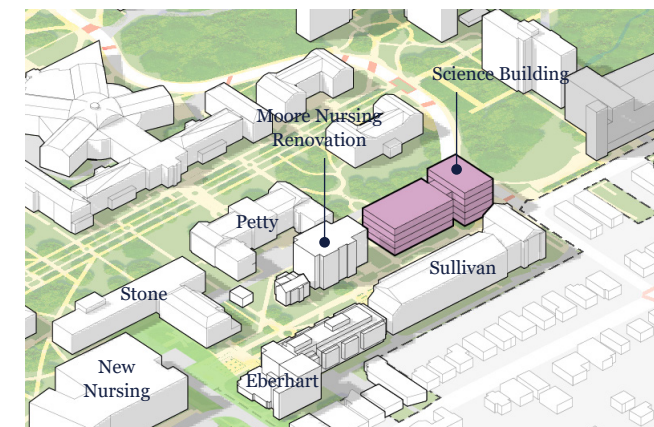 Science Building
Moore Nursing
Renovation
Petty
Sullivan
Stone
New
Nursing
Eberhart